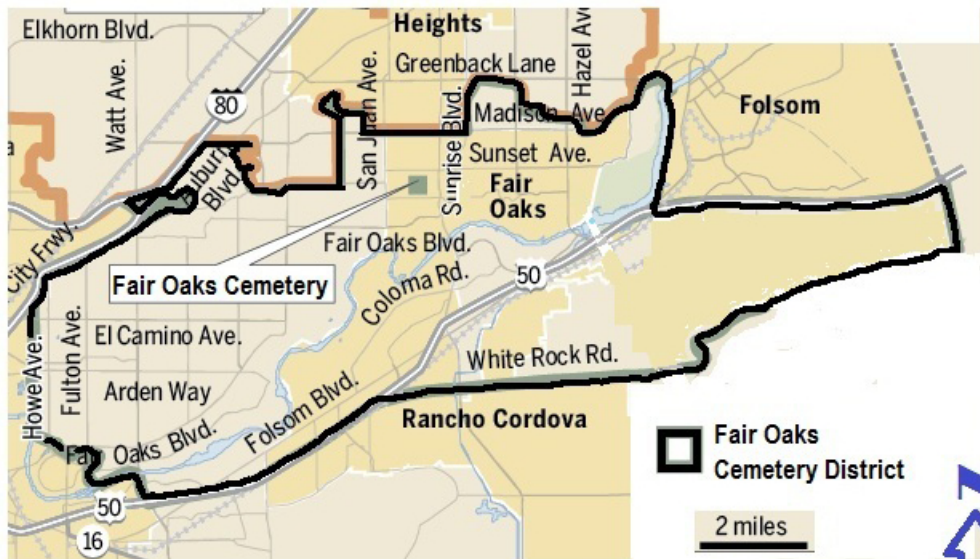 Elkhorn Blvd.
Heights
Hazel Ave
Greenback Lane
Watt Ave.
80
San Juan Ave.
Sunrise Blvd.
Madison Ave
Folsom
Sunset Ave.
Auburn
Blvd.
Fair
Oaks
City Frwy.
Fair Oaks Blvd.
Fair Oaks Cemetery
Coloma Rd.
50
El Camino Ave.
Howe Ave.
Fulton Ave.
White Rock Rd.
Arden Way
Folsom Blvd.
Rancho Cordova
Fair Oaks Blvd.
Fair Oaks
Cemetery District
50
16
2 miles